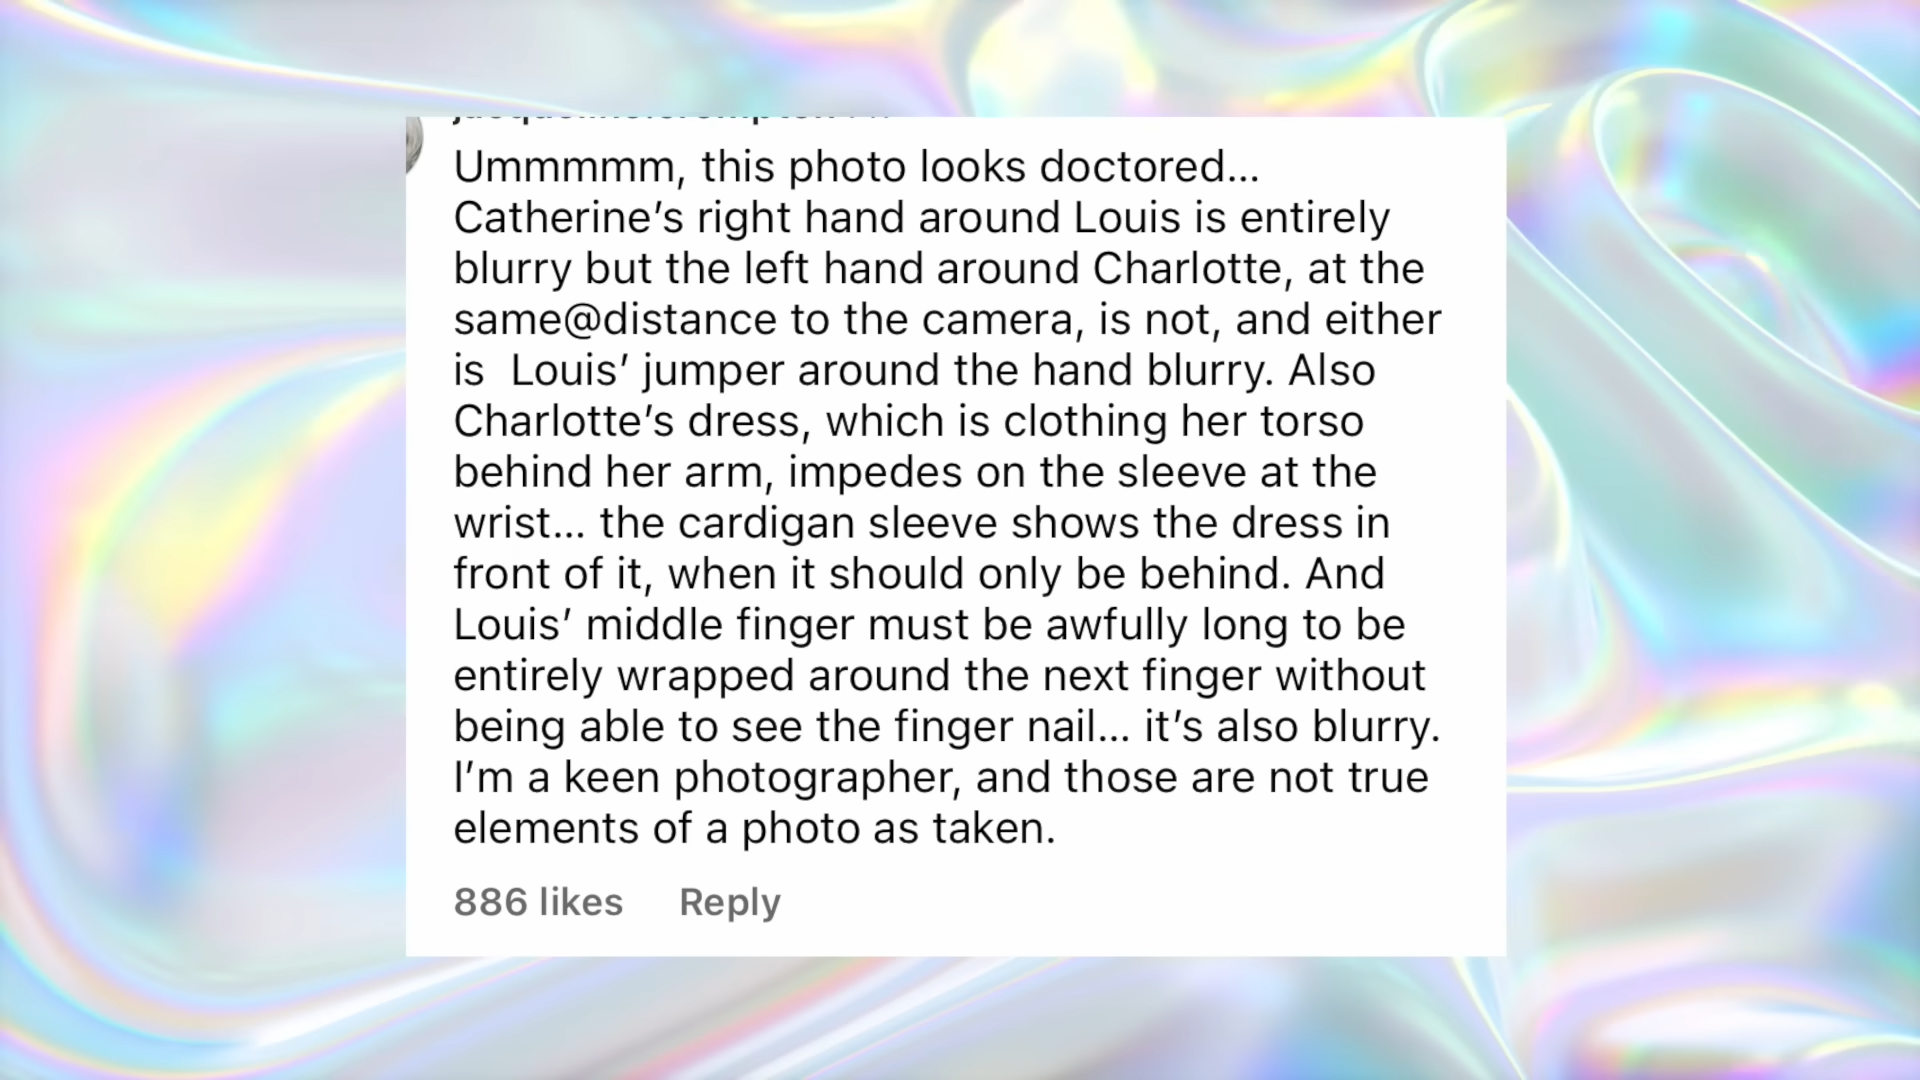 Ummmmm, this photo looks doctored...
Catherine’s right hand around Louis is entirely
blurry but the left hand around Charlotte, at the
same@distance to the camera, is not, and either
is  Louis’ jumper around the hand blurry. Also
Charlotte’s dress, which is clothing her torso
behind her arm, impedes on the sleeve at the
wrist... the cardigan sleeve shows the dress in
front of it, when it should only be behind. And
Louis’ middle finger must be awfully long to be
entirely wrapped around the next finger without
being able to see the finger nail... it’s also blurry.
I’m a keen photographer, and those are not true
elements of a photo as taken.
886 likes Reply